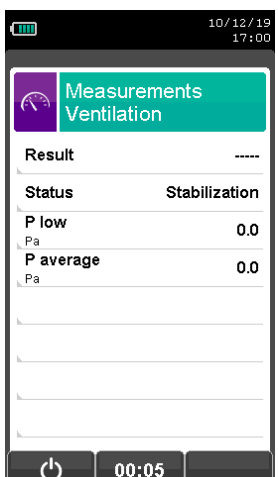 10/12/19
17:00
Measurements
Ventilation
Result -----
Status Stabilization
P low 0.0
Pa
P average 0.0
Pa
00:05